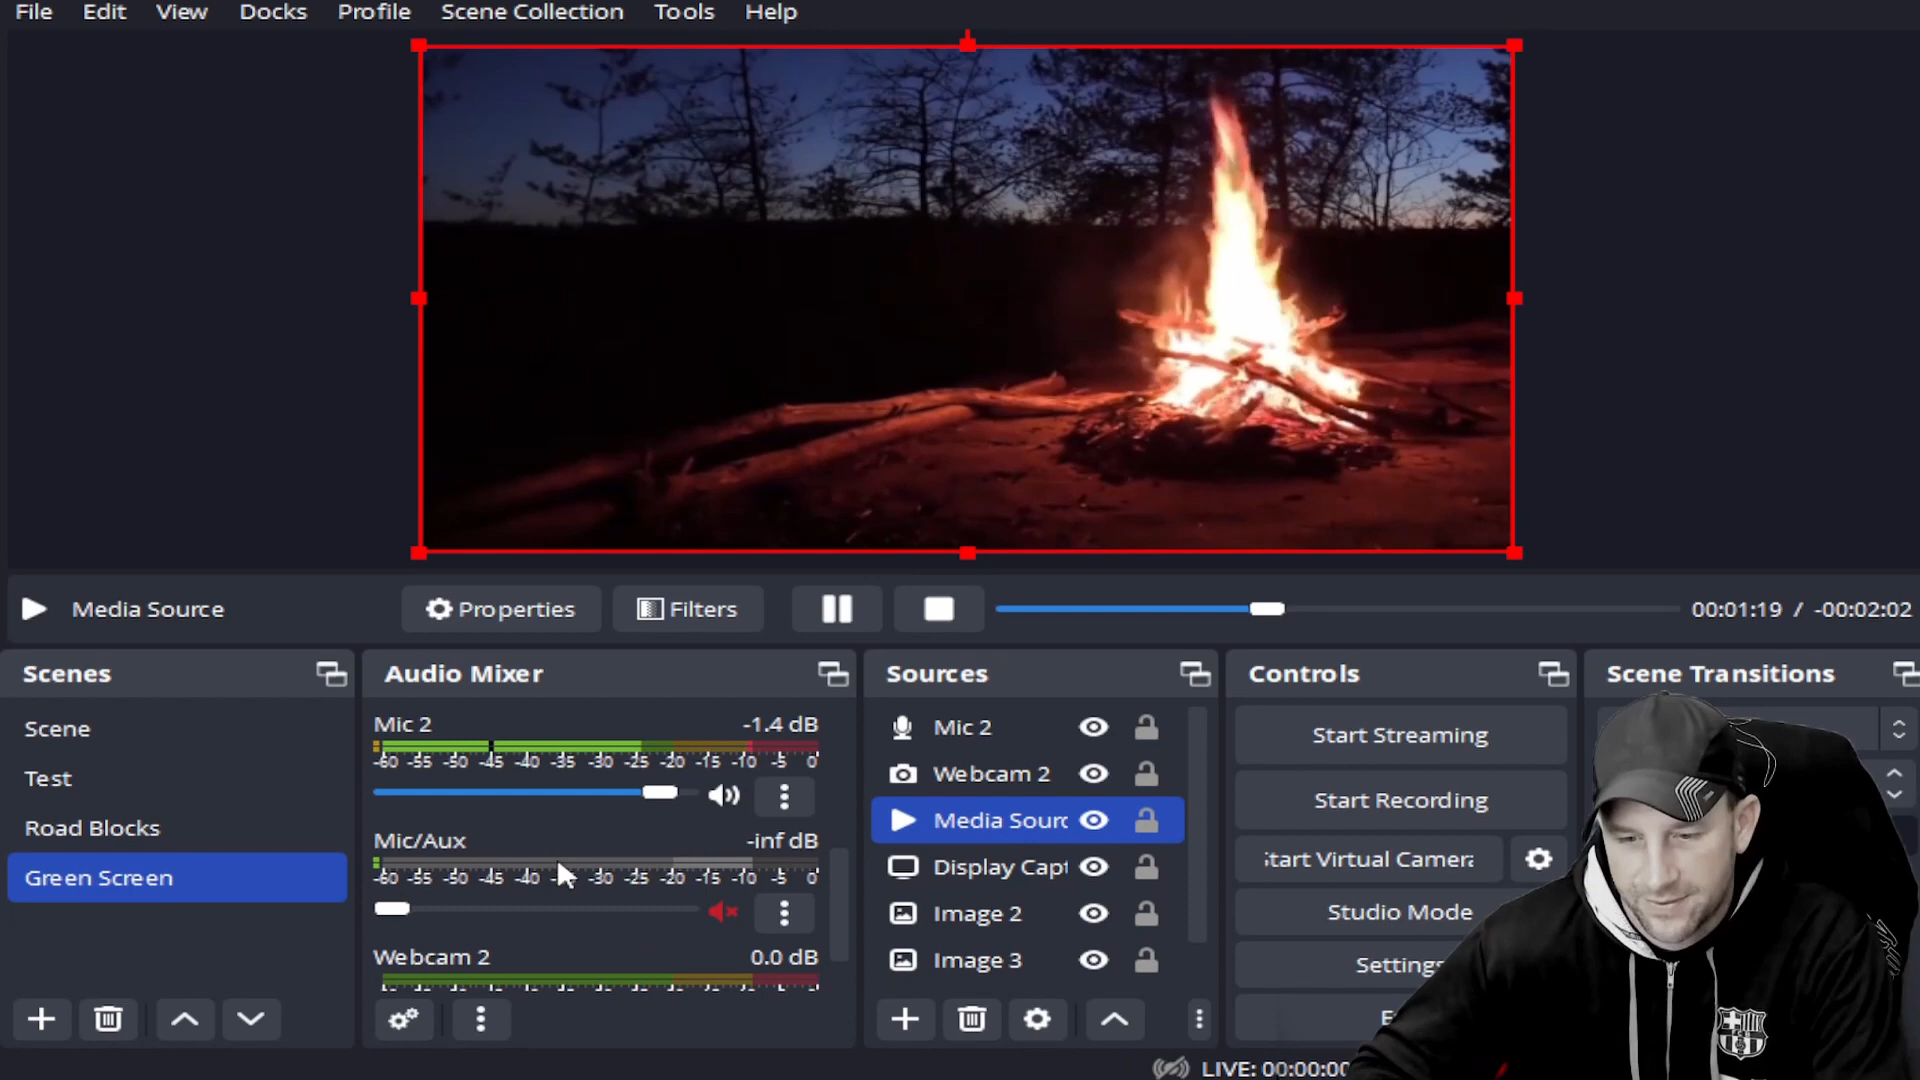 File Edit View Docks Profile Scene Collection Tools Help
Media Source Properties Filters 00:01:19 / -00:02:02
Scenes
Scene
Test
Road Blocks
Green Screen
Audio Mixer
Mic 2 -1.4 dB
-60 -55 -50 -45 -40 -35 -30 -25 -20 -15 -10 -5 0
Mic/Aux -inf dB
-60 -55 -50 -45 -40 -30 -25 -20 -15 -10 -5 0
Webcam 2 0.0 dB
Sources
Mic 2
Webcam 2
Media Sourc
Display Capt
Image 2
Image 3
Controls
Start Streaming
Start Recording
tart Virtual Camera
Studio Mode
Settings
Scene Transitions
LIVE: 00:00:00